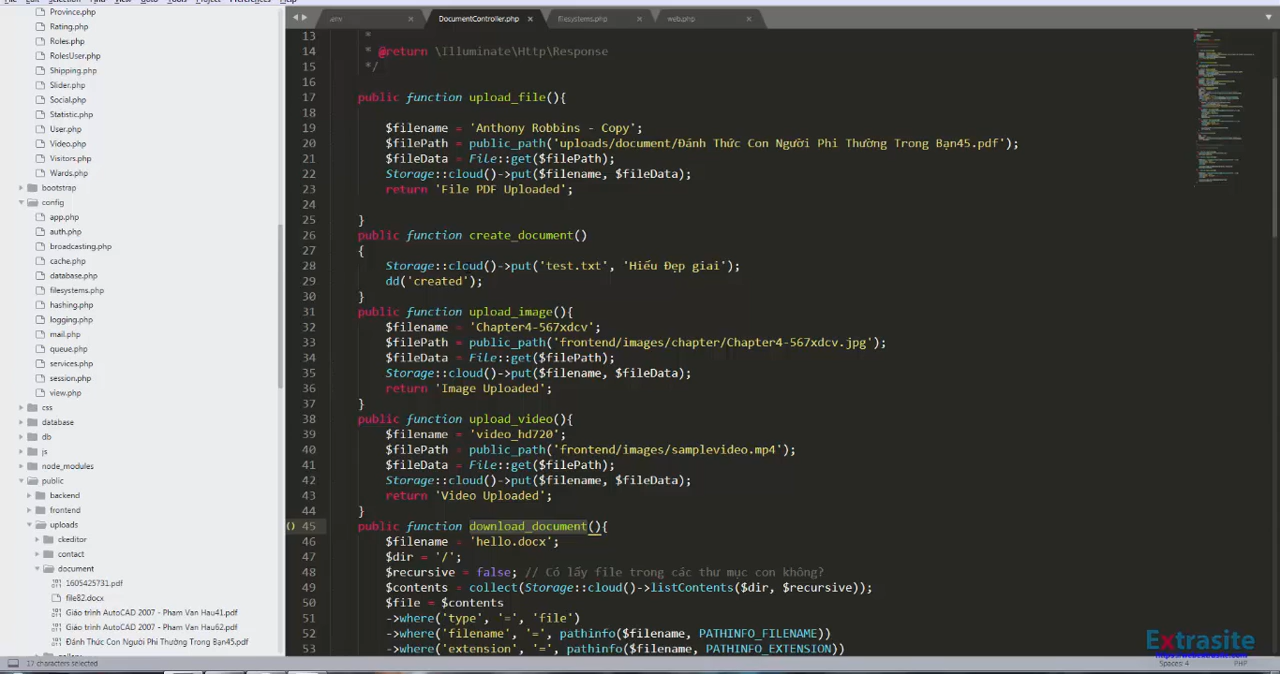 Province.php
Rating.php
Roles.php
RolesUser.php
Shipping.php
Slider.php
Social.php
Statistic.php
User.php
Video.php
Visitors.php
Wards.php
bootstrap
config
app.php
auth.php
broadcasting.php
cache.php
database.php
filesystems.php
hashing.php
logging.php
mail.php
queue.php
services.php
session.php
view.php
css
database
db
js
node_modules
public
backend
frontend
uploads
ckeditor
contact
document
1605425731.pdf
file82.docx
Giáo trình AutoCAD 2007 - Pham Van Hau41.pdf
Giáo trình AutoCAD 2007 - Pham Van Hau62.pdf
Đánh Thức Con Người Phi Thường Trong Bạn45.pdf
17 characters selected
.env
DocumentController.php
filesystems.php
web.php
13 *
14 * @return \Illuminate\Http\Response
15 */
16
17 public function upload_file(){
18
19 $filename = 'Anthony Robbins - Copy';
20 $filePath = public_path('uploads/document/Đánh Thức Con Người Phi Thường Trong Bạn45.pdf');
21 $fileData = File::get($filePath);
22 Storage::cloud()->put($filename, $fileData);
23 return 'File PDF Uploaded';
24
25 }
26 public function create_document()
27 {
28 Storage::cloud()->put('test.txt', 'Hiếu Đẹp giai');
29 dd('created');
30 }
31 public function upload_image(){
32 $filename = 'Chapter4-567xdcv';
33 $filePath = public_path('frontend/images/chapter/Chapter4-567xdcv.jpg');
34 $fileData = File::get($filePath);
35 Storage::cloud()->put($filename, $fileData);
36 return 'Image Uploaded';
37 }
38 public function upload_video(){
39 $filename = 'video_hd720';
40 $filePath = public_path('frontend/images/samplevideo.mp4');
41 $fileData = File::get($filePath);
42 Storage::cloud()->put($filename, $fileData);
43 return 'Video Uploaded';
44 }
45 public function download_document(){
46 $filename = 'hello.docx';
47 $dir = '/';
48 $recursive = false; // Có lấy file trong các thư mục con không?
49 $contents = collect(Storage::cloud()->listContents($dir, $recursive));
50 $file = $contents
51 ->where('type', '=', 'file')
52 ->where('filename', '=', pathinfo($filename, PATHINFO_FILENAME))
53 ->where('extension', '=', pathinfo($filename, PATHINFO_EXTENSION))
Extrasite
Spaces: 4
PHP